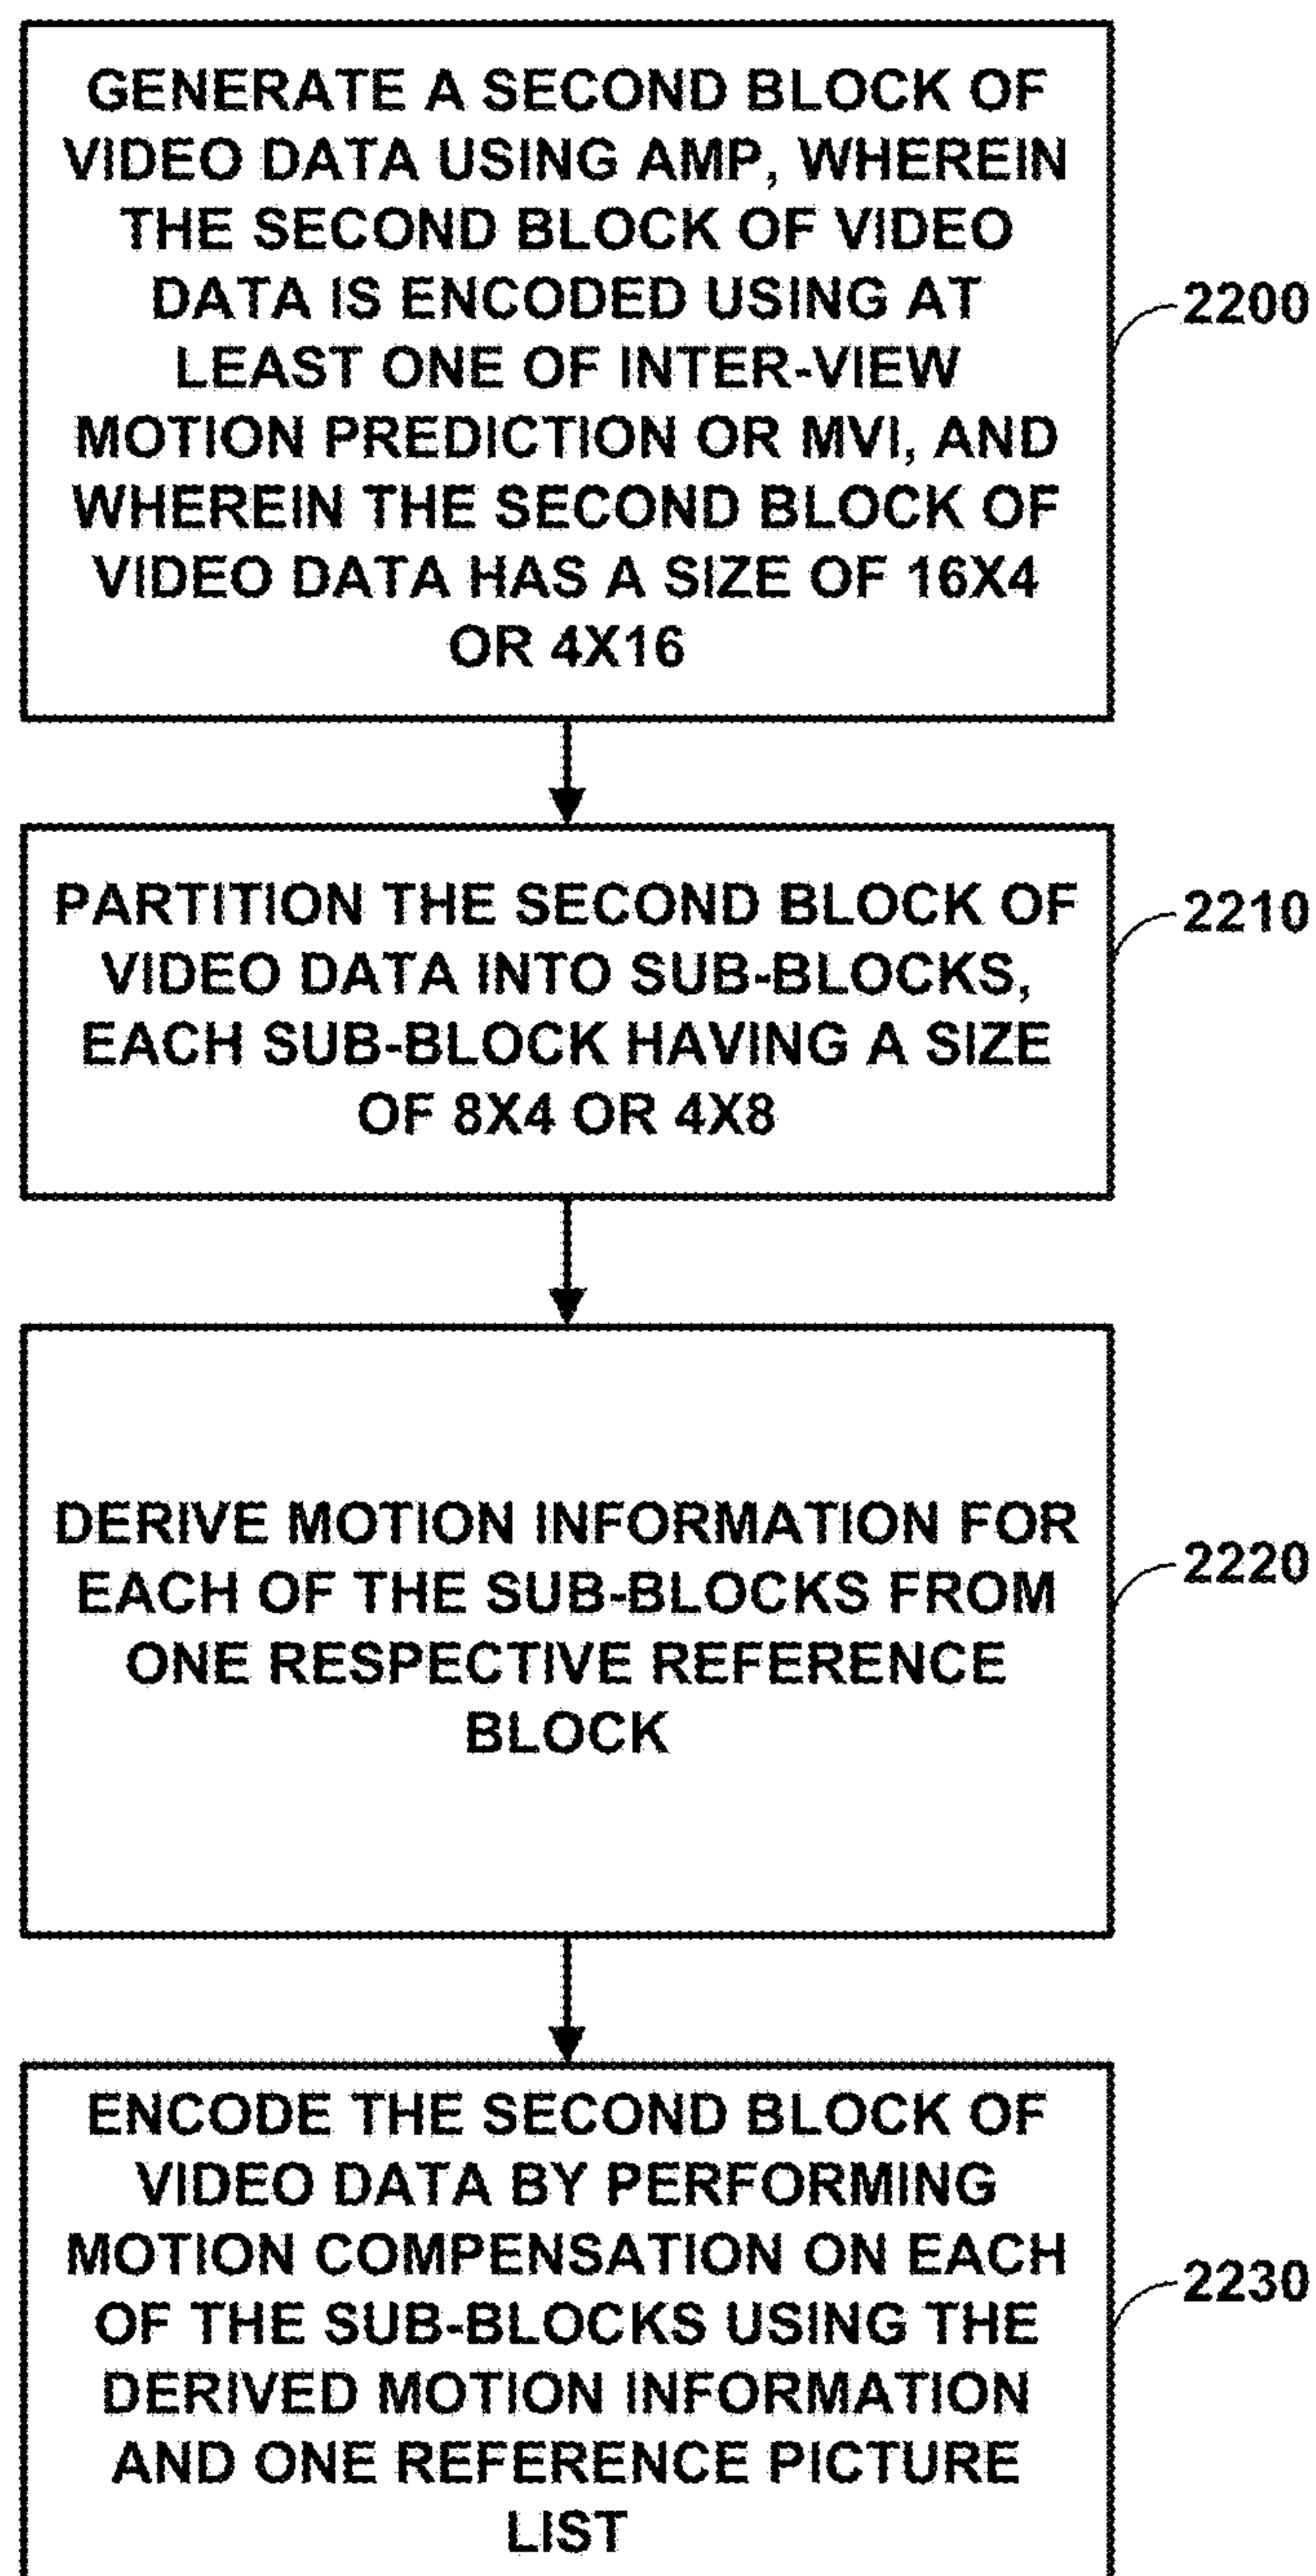 GENERATE A SECOND BLOCK OF
VIDEO DATA USING AMP, WHEREIN
THE SECOND BLOCK OF VIDEO
DATA IS ENCODED USING AT
LEAST ONE OF INTER-VIEW
MOTION PREDICTION OR MVI, AND
WHEREIN THE SECOND BLOCK OF
VIDEO DATA HAS A SIZE OF 16X4
OR 4X16
2200
PARTITION THE SECOND BLOCK OF
VIDEO DATA INTO SUB-BLOCKS,
EACH SUB-BLOCK HAVING A SIZE
OF 8X4 OR 4X8
2210
DERIVE MOTION INFORMATION FOR
EACH OF THE SUB-BLOCKS FROM
ONE RESPECTIVE REFERENCE
BLOCK
2220
ENCODE THE SECOND BLOCK OF
VIDEO DATA BY PERFORMING
MOTION COMPENSATION ON EACH
OF THE SUB-BLOCKS USING THE
DERIVED MOTION INFORMATION
AND ONE REFERENCE PICTURE
LIST
2230